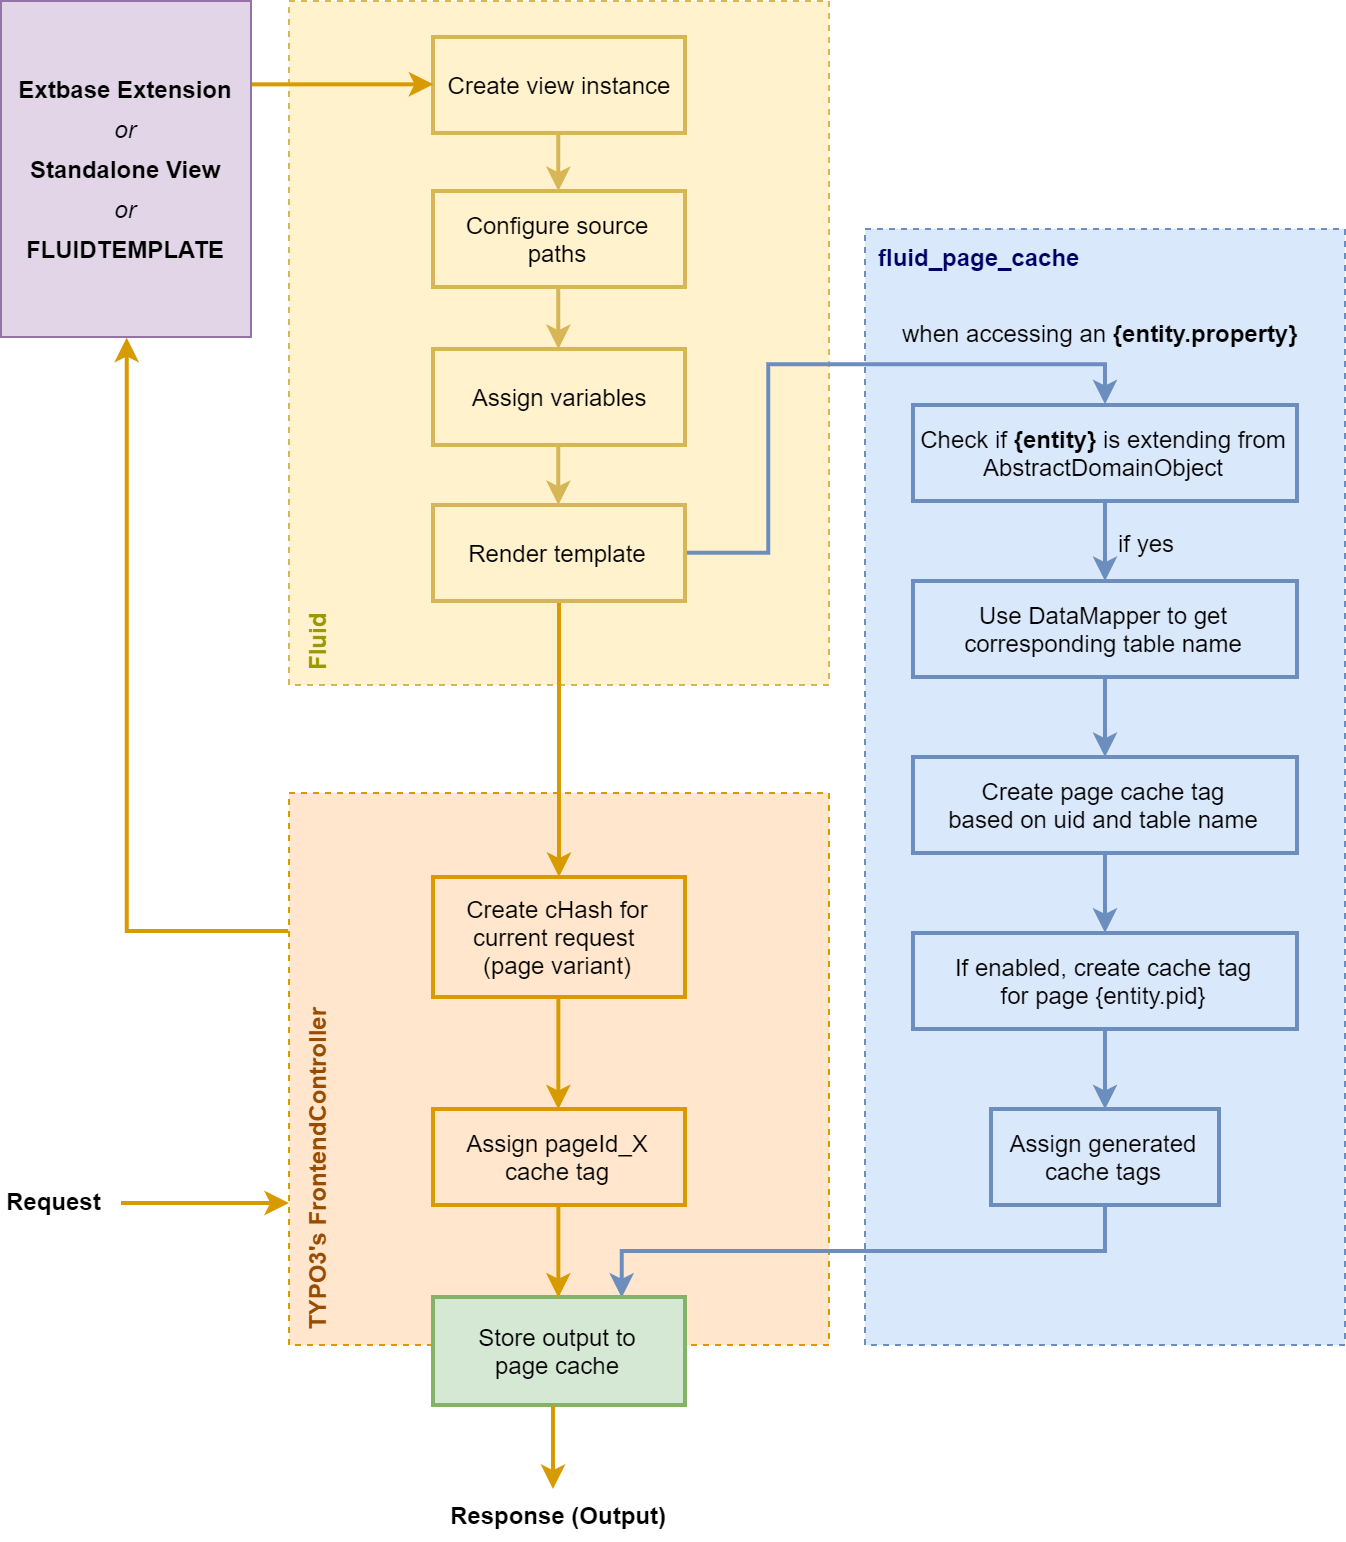 Extbase Extension
or
Standalone View
or
FLUIDTEMPLATE
Create view instance
Configure source
paths
Assign variables
Render template
Fluid
fluid_page_cache
when accessing an {entity.property}
Check if {entity} is extending from
AbstractDomainObject
if yes
Use DataMapper to get
corresponding table name
Create page cache tag
based on uid and table name
If enabled, create cache tag
for page {entity.pid}
Assign generated
cache tags
Create cHash for
current request
(page variant)
Assign pageId_X
cache tag
TYPO3's FrontendController
Request
Store output to
page cache
Response (Output)